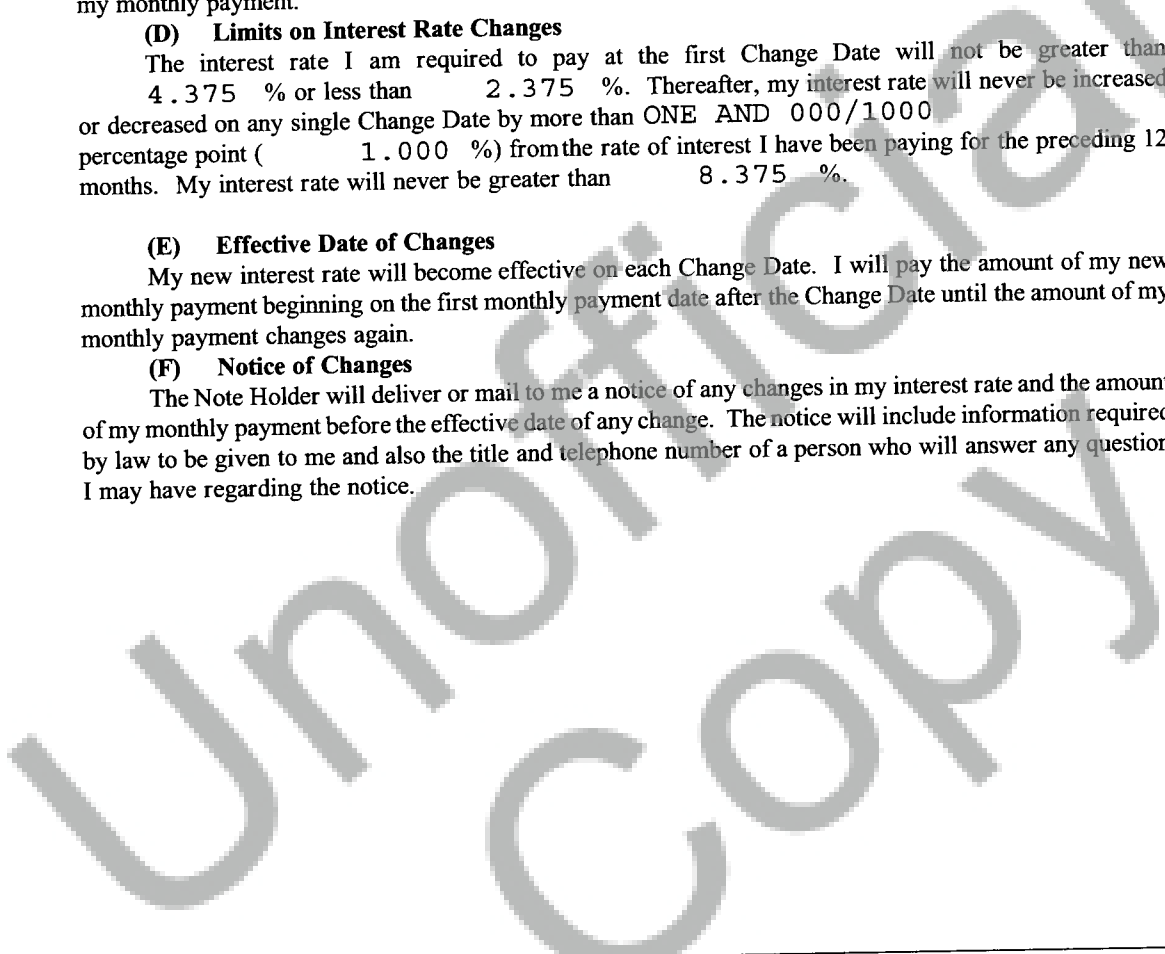 my monthly payment.
(D) Limits on Interest Rate Changes
The interest rate I am required to pay at the first Change Date will not be greater than
4.375 % or less than 2.375 %. Thereafter, my interest rate will never be increased
or decreased on any single Change Date by more than ONE AND 000/1000
percentage point ( 1.000 %) from the rate of interest I have been paying for the preceding 12
months. My interest rate will never be greater than 8.375 %.
(E) Effective Date of Changes
My new interest rate will become effective on each Change Date. I will pay the amount of my new
monthly payment beginning on the first monthly payment date after the Change Date until the amount of my
monthly payment changes again.
(F) Notice of Changes
The Note Holder will deliver or mail to me a notice of any changes in my interest rate and the amount
of my monthly payment before the effective date of any change. The notice will include information required
by law to be given to me and also the title and telephone number of a person who will answer any question
I may have regarding the notice.
Unofficial
Copy